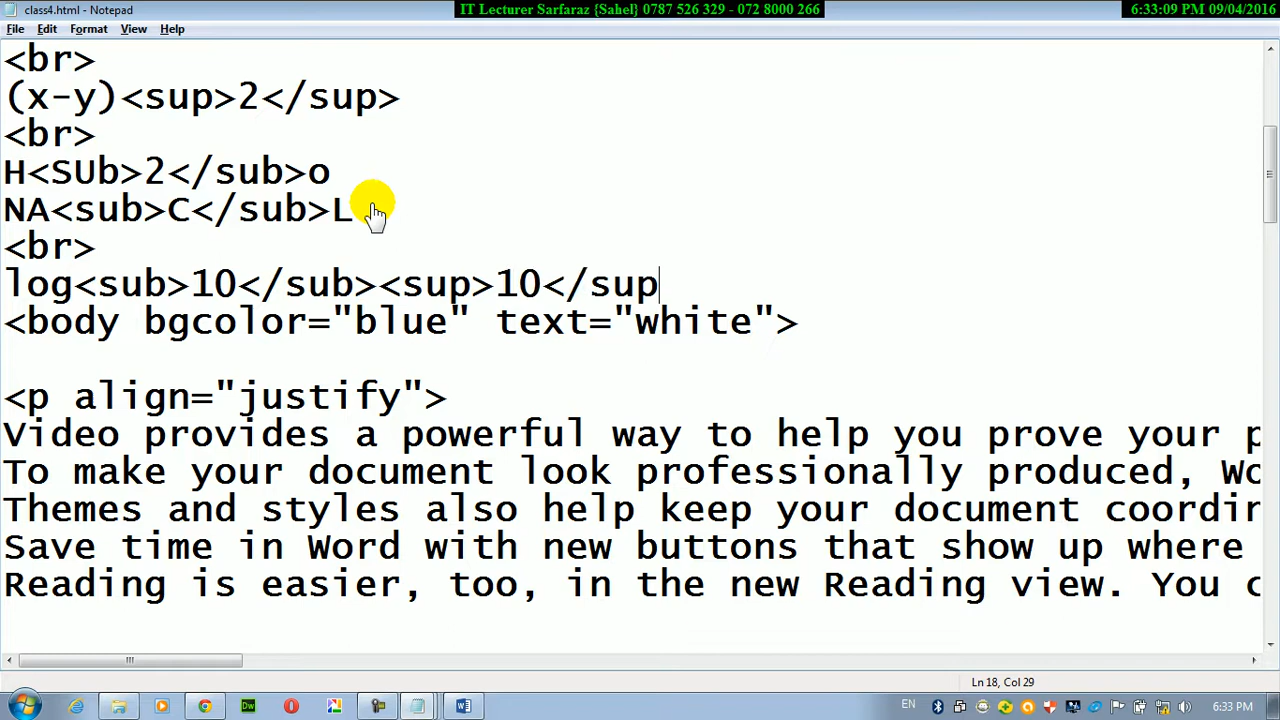 class4.html - Notepad
IT Lecturer Sarfaraz {Sahel} 0787 526 329 - 072 8000 266
6:33:09 PM 09/04/2016
File Edit Format View Help
<br>
(x-y)<sup>2</sup>
<br>
H<SUb>2</sub>o
NA<sub>C</sub>L
<br>
log<sub>10</sub><sup>10</sup
<body bgcolor="blue" text="white">
<p align="justify">
Video provides a powerful way to help you prove your p
To make your document look professionally produced, Wo
Themes and styles also help keep your document coordin
Save time in Word with new buttons that show up where
Reading is easier, too, in the new Reading view. You c
Ln 18, Col 29
Dw
EN
6:33 PM